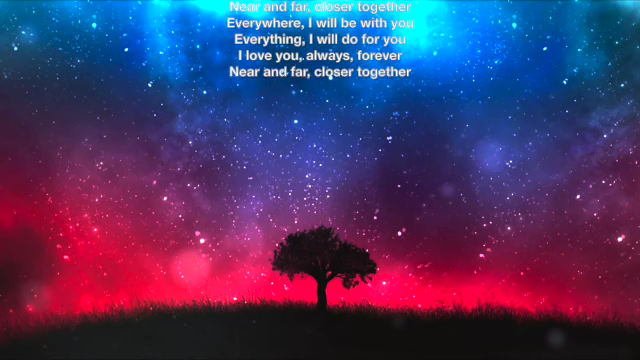 Near and far, closer together
Everywhere, I will be with you
Everything, I will do for you
I love you, always, forever
Near and far, closer together